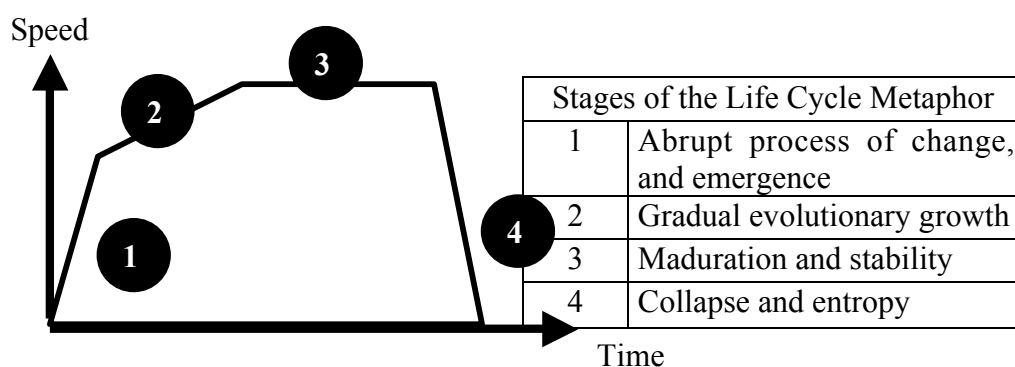 Speed
3
2
1
4
Time
Stages of the Life Cycle Metaphor
1 Abrupt process of change,
and emergence
2 Gradual evolutionary growth
3 Maduration and stability
4 Collapse and entropy